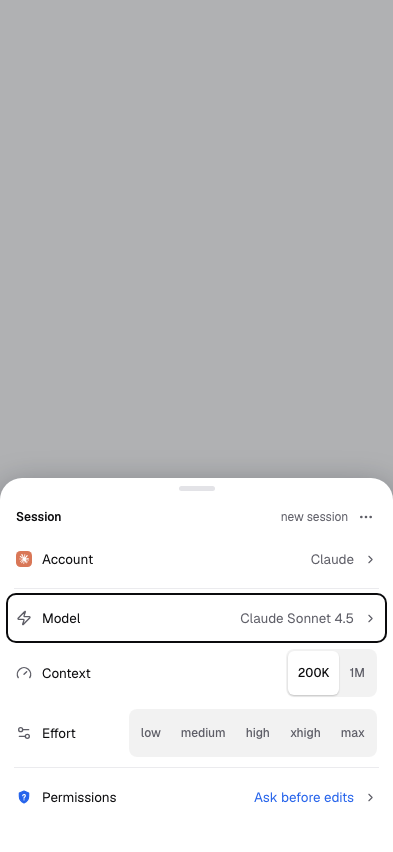 Session new session
Account Claude
Model Claude Sonnet 4.5
Context 200K 1M
Effort low medium high xhigh max
Permissions Ask before edits